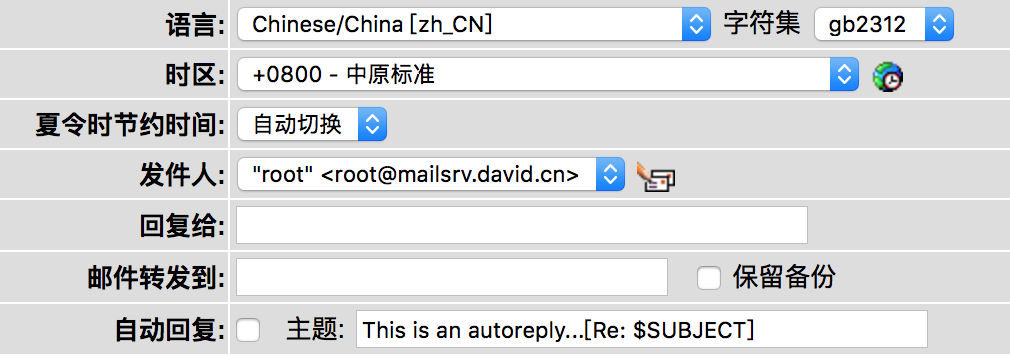 语言: Chinese/China [zh_CN] 字符集 gb2312
时区: +0800 - 中原标准
夏令时节约时间: 自动切换
发件人: "root" <root@mailsrv.david.cn>
回复给:
邮件转发到: 保留备份
自动回复: 主题: This is an autoreply...[Re: $SUBJECT]